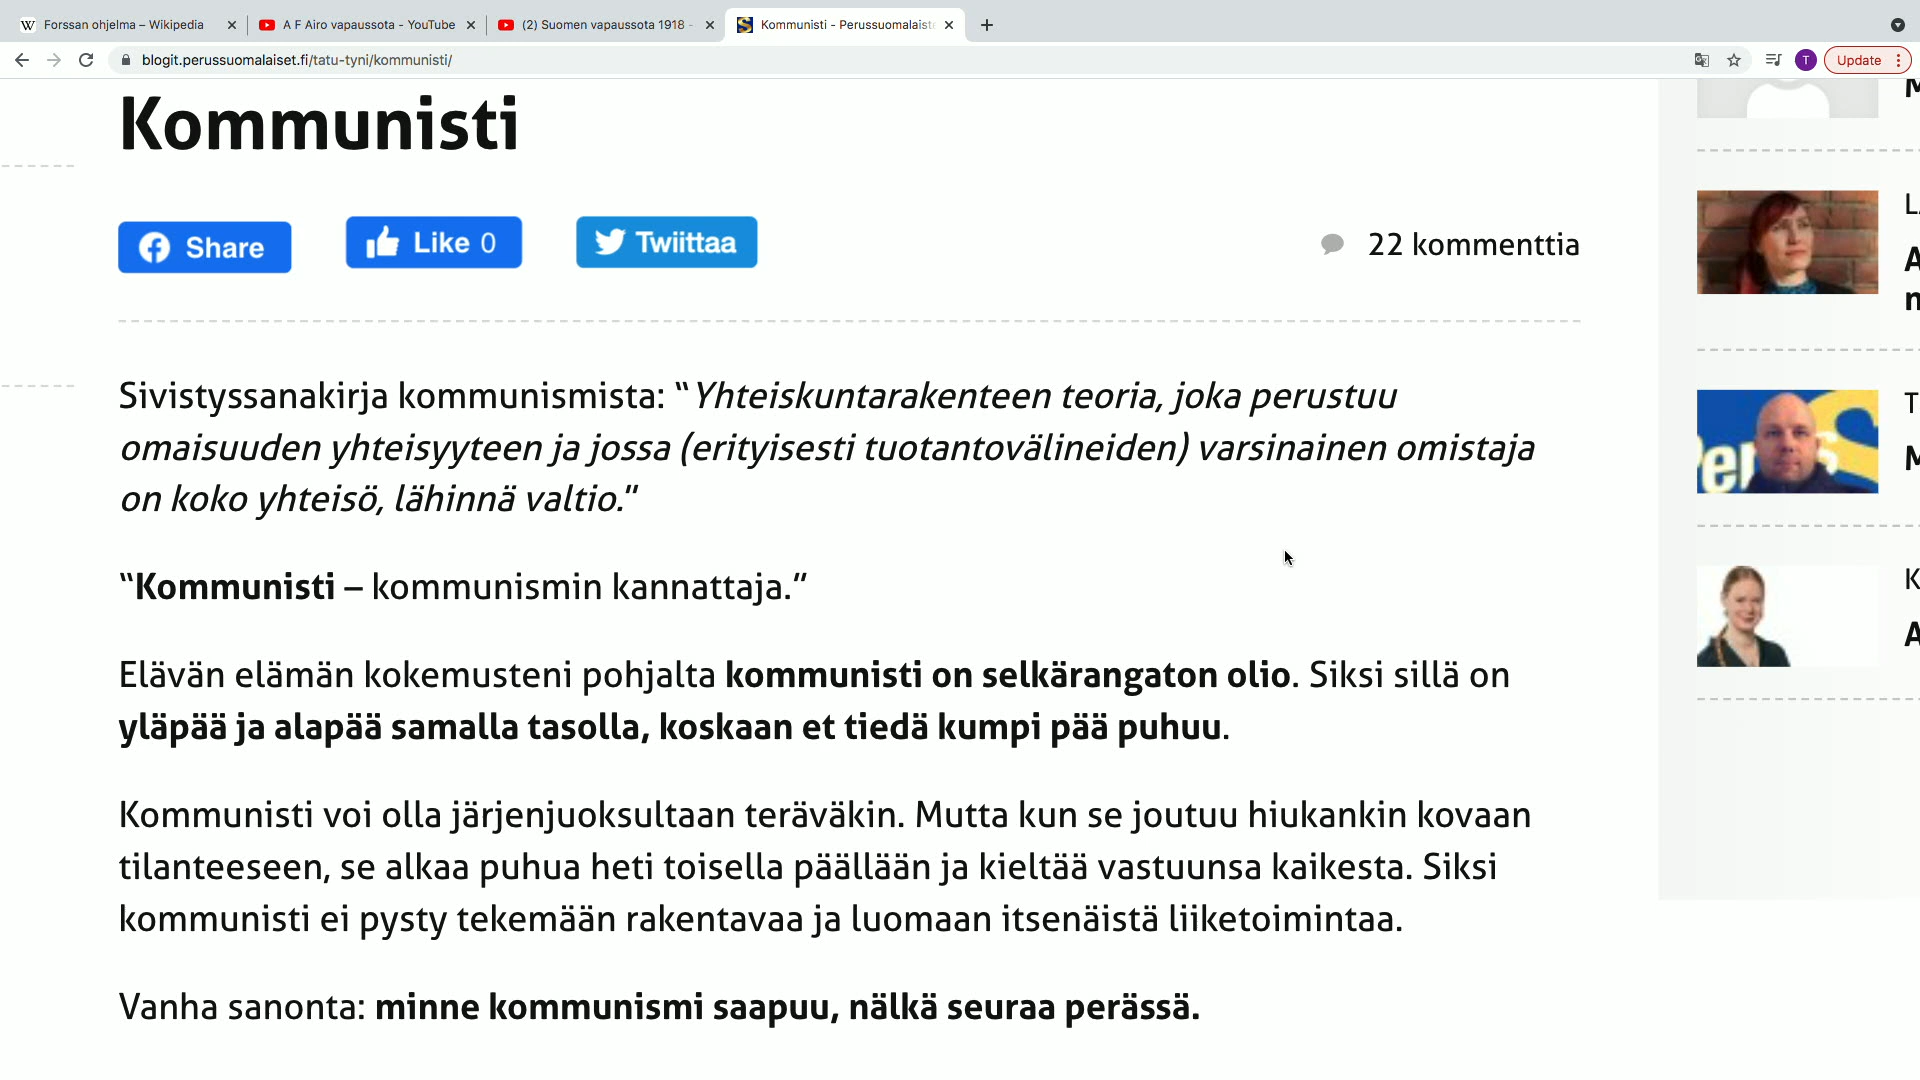 Forssan ohjelma – Wikipedia
A F Airo vapaussota - YouTube
(2) Suomen vapaussota 1918 -
Kommunisti - Perussuomalaiste
blogit.perussuomalaiset.fi/tatu-tyni/kommunisti/
T
Update
Kommunisti
Share
Like 0
Twiittaa
22 kommenttia
Sivistyssanakirja kommunismista: “Yhteiskuntarakenteen teoria, joka perustuu
omaisuuden yhteisyyteen ja jossa (erityisesti tuotantovälineiden) varsinainen omistaja
on koko yhteisö, lähinnä valtio.”
“Kommunisti – kommunismin kannattaja.”
Elävän elämän kokemusteni pohjalta kommunisti on selkärangaton olio. Siksi sillä on
yläpää ja alapää samalla tasolla, koskaan et tiedä kumpi pää puhuu.
Kommunisti voi olla järjenjuoksultaan teräväkin. Mutta kun se joutuu hiukankin kovaan
tilanteeseen, se alkaa puhua heti toisella päällään ja kieltää vastuunsa kaikesta. Siksi
kommunisti ei pysty tekemään rakentavaa ja luomaan itsenäistä liiketoimintaa.
Vanha sanonta: minne kommunismi saapuu, nälkä seuraa perässä.